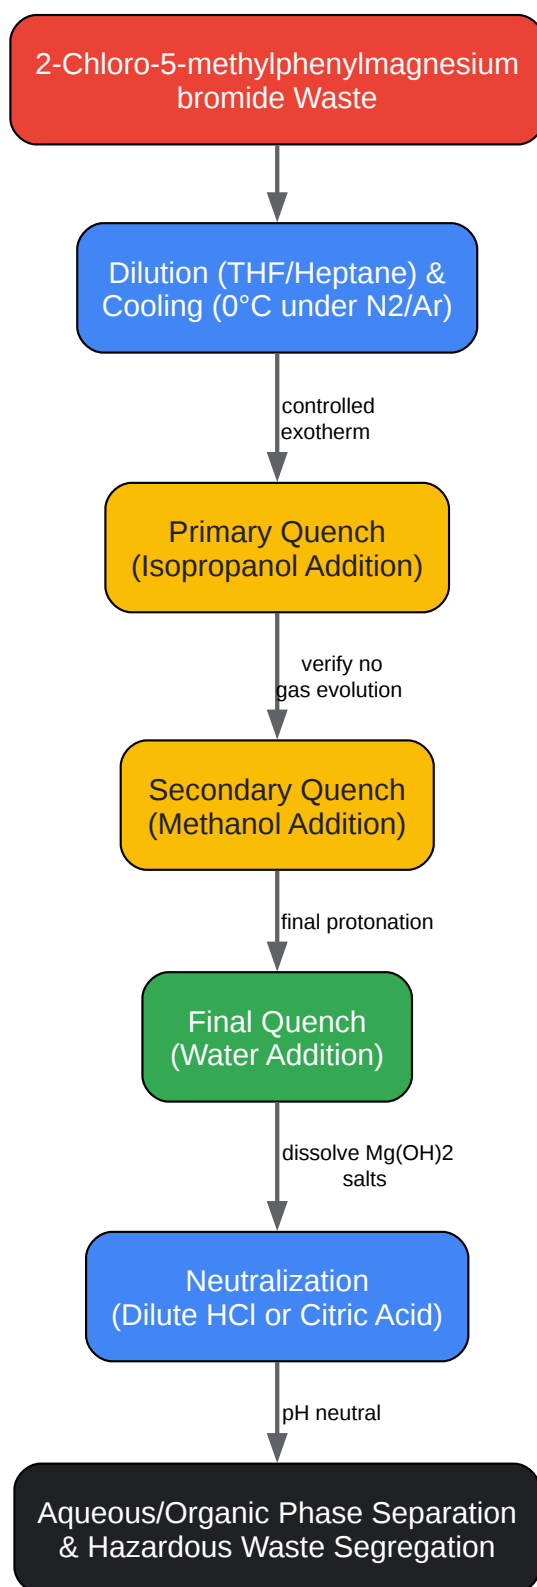 2-Chloro-5-methylphenylmagnesium
bromide Waste
Dilution (THF/Heptane) &
Cooling (0°C under N2/Ar)
controlled
exotherm
Primary Quench
(Isopropanol Addition)
verify no
gas evolution
Secondary Quench
(Methanol Addition)
final protonation
Final Quench
(Water Addition)
dissolve Mg(OH)2
salts
Neutralization
(Dilute HCl or Citric Acid)
pH neutral
Aqueous/Organic Phase Separation
& Hazardous Waste Segregation